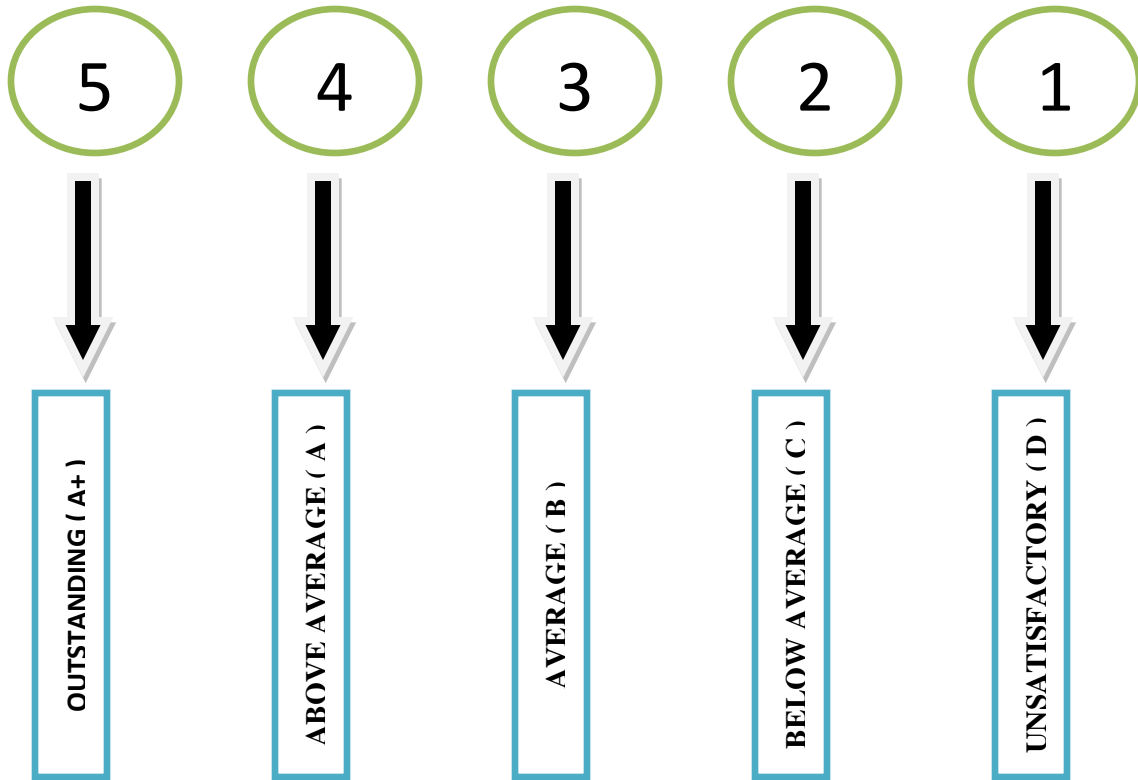 5
4
3
2
1
OUTSTANDING ( A+ )
ABOVE AVERAGE ( A )
AVERAGE ( B )
BELOW AVERAGE ( C )
UNSATISFACTORY ( D )